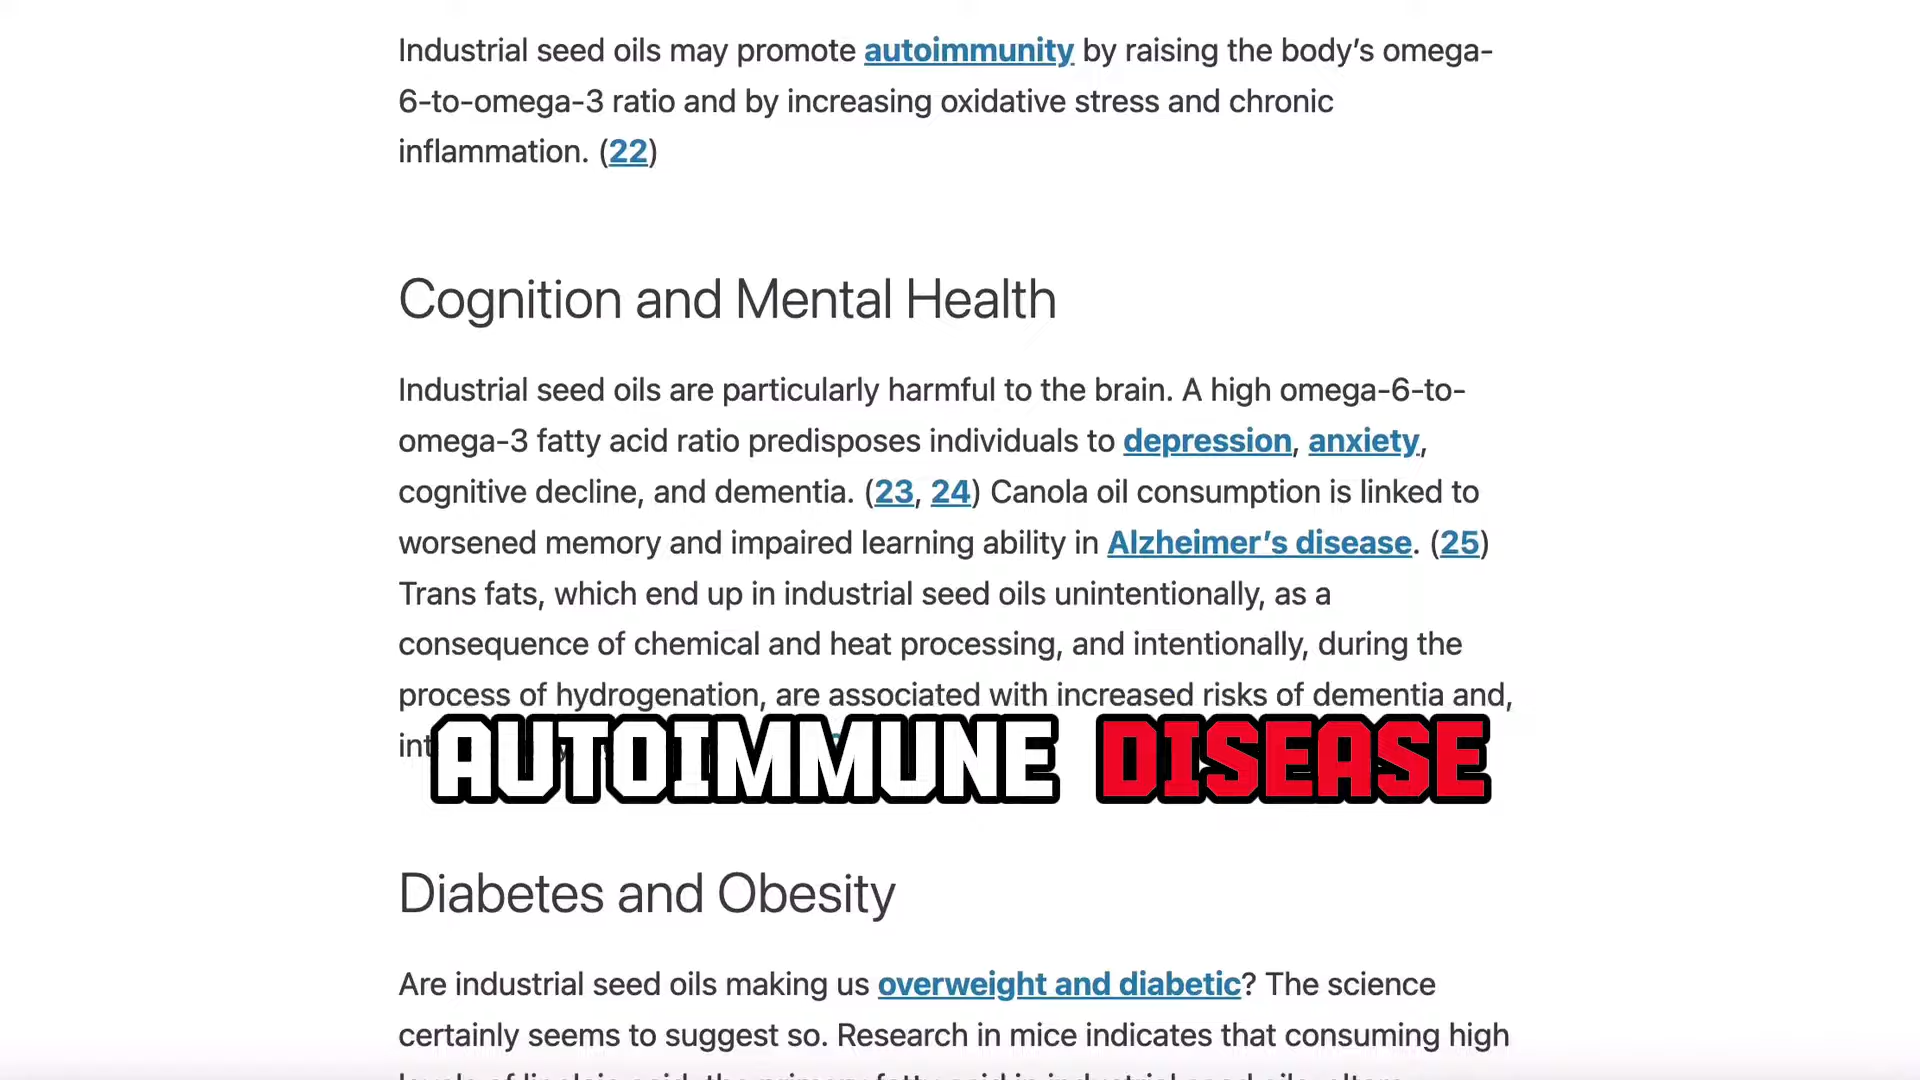 Industrial seed oils may promote autoimmunity by raising the body’s omega-
6-to-omega-3 ratio and by increasing oxidative stress and chronic
inflammation. (22)
Cognition and Mental Health
Industrial seed oils are particularly harmful to the brain. A high omega-6-to-
omega-3 fatty acid ratio predisposes individuals to depression, anxiety,
cognitive decline, and dementia. (23, 24) Canola oil consumption is linked to
worsened memory and impaired learning ability in Alzheimer’s disease. (25)
Trans fats, which end up in industrial seed oils unintentionally, as a
consequence of chemical and heat processing, and intentionally, during the
process of hydrogenation, are associated with increased risks of dementia and,
AUTOIMMUNE DISEASE
Diabetes and Obesity
Are industrial seed oils making us overweight and diabetic? The science
certainly seems to suggest so. Research in mice indicates that consuming high